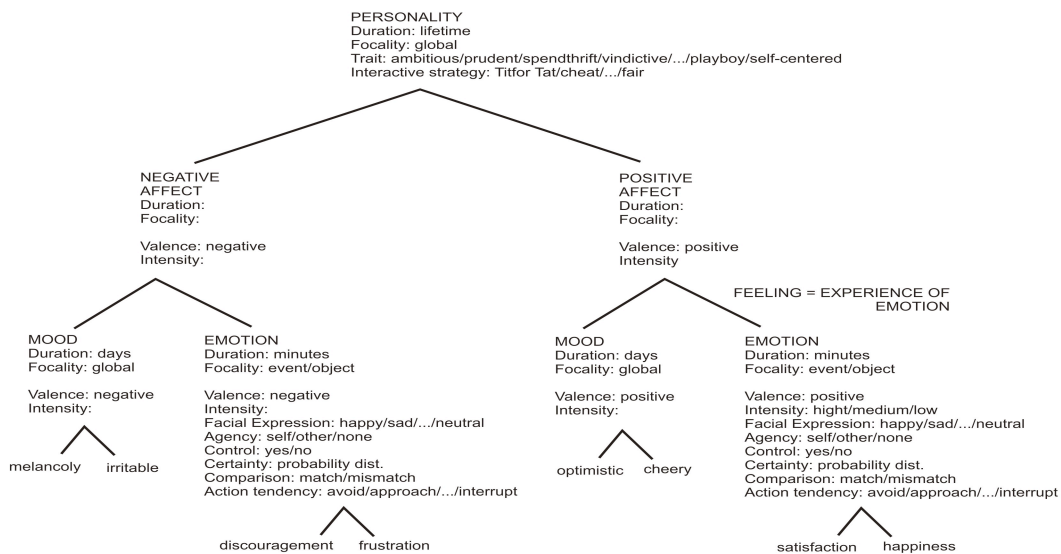 PERSONALITY
Duration: lifetime
Focality: global
Trait: ambitious/prudent/spendthrift/vindictive/.../playboy/self-centered
Interactive strategy: Titfor Tat/cheat/.../fair
NEGATIVE
AFFECT
Duration:
Focality:
Valence: negative
Intensity:
POSITIVE
AFFECT
Duration:
Focality:
Valence: positive
Intensity
FEELING = EXPERIENCE OF
EMOTION
MOOD
Duration: days
Focality: global
Valence: negative
Intensity:
melancoly
irritable
EMOTION
Duration: minutes
Focality: event/object
Valence: negative
Intensity:
Facial Expression: happy/sad/.../neutral
Agency: self/other/none
Control: yes/no
Certainty: probability dist.
Comparison: match/mismatch
Action tendency: avoid/approach/.../interrupt
discouragement
frustration
MOOD
Duration: days
Focality: global
Valence: positive
Intensity:
optimistic
cheery
EMOTION
Duration: minutes
Focality: event/object
Valence: positive
Intensity: hight/medium/low
Facial Expression: happy/sad/.../neutral
Agency: self/other/none
Control: yes/no
Certainty: probability dist.
Comparison: match/mismatch
Action tendency: avoid/approach/.../interrupt
satisfaction
happiness